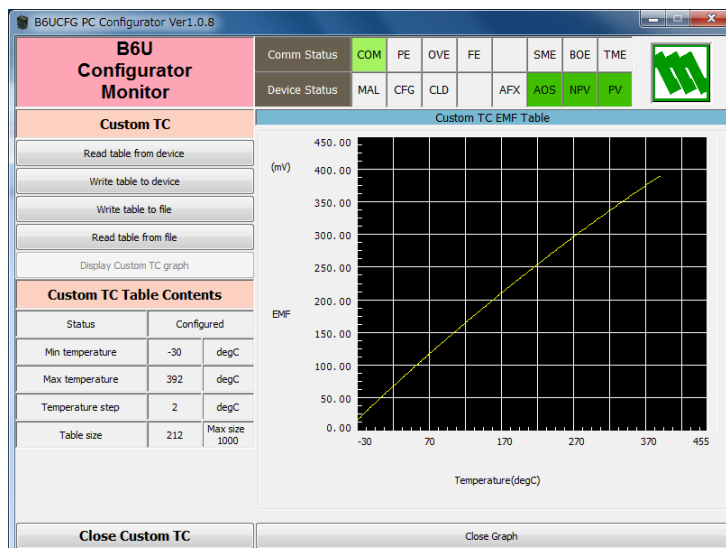 B6UCFG PC Configurator Ver1.0.8
B6U
Configurator
Monitor
Comm Status COM PE OVE FE SME BOE TME
Device Status MAL CFG CLD AFX AOS NPV PV
Custom TC
Read table from device
Write table to device
Write table to file
Read table from file
Display Custom TC graph
Custom TC Table Contents
Status Configured
Min temperature -30 degC
Max temperature 392 degC
Temperature step 2 degC
Table size 212 Max size
1000
Close Custom TC
Custom TC EMF Table
450.00
(mV)
400.00
350.00
300.00
250.00
200.00
EMF
150.00
100.00
50.00
0.00
-30 70 170 270 370 455
Temperature(degC)
Close Graph